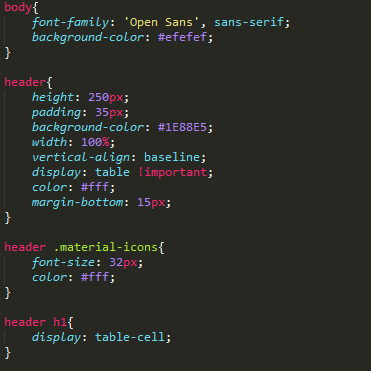 body{
    font-family: 'Open Sans', sans-serif;
    background-color: #efefef;
}

header{
    height: 250px;
    padding: 35px;
    background-color: #1E88E5;
    width: 100%;
    vertical-align: baseline;
    display: table !important;
    color: #fff;
    margin-bottom: 15px;
}

header .material-icons{
    font-size: 32px;
    color: #fff;
}

header h1{
    display: table-cell;
}